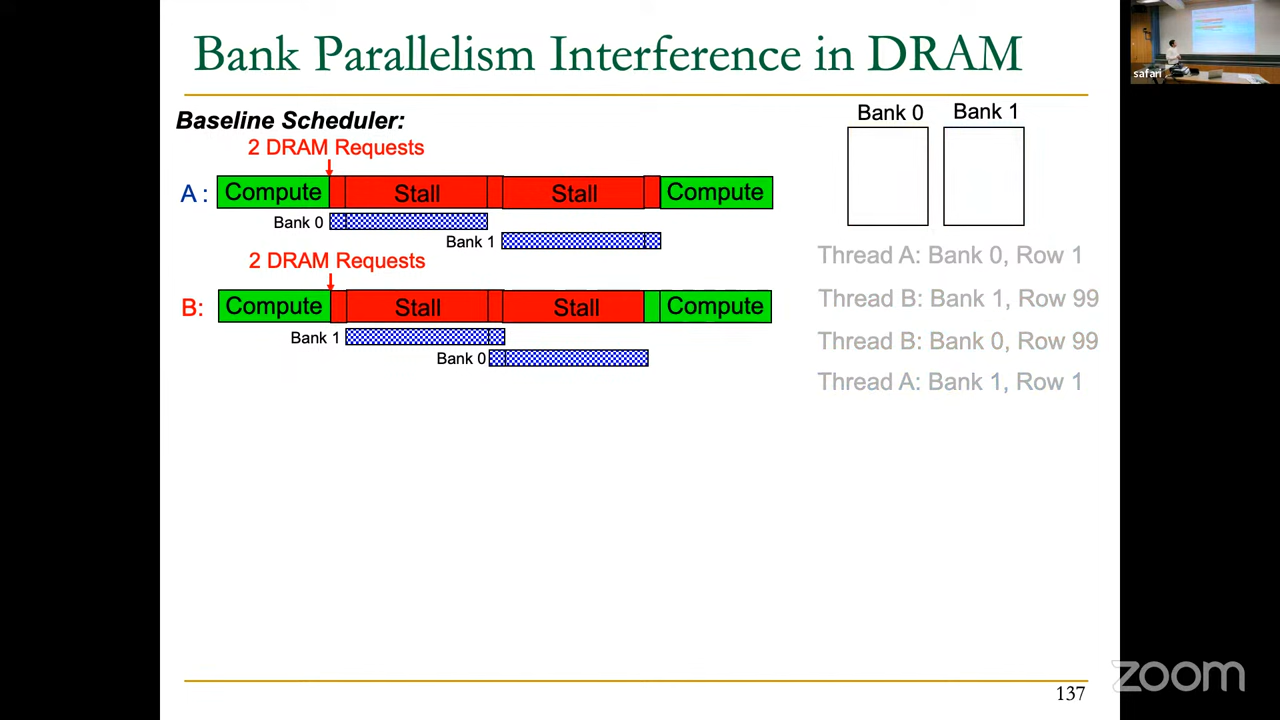 Bank Parallelism Interference in DRAM
safari
Baseline Scheduler:
2 DRAM Requests
A :
Compute
Stall
Stall
Compute
Bank 0
Bank 1
2 DRAM Requests
B:
Compute
Stall
Stall
Compute
Bank 1
Bank 0
Bank 0
Bank 1
Thread A: Bank 0, Row 1
Thread B: Bank 1, Row 99
Thread B: Bank 0, Row 99
Thread A: Bank 1, Row 1
137
zoom